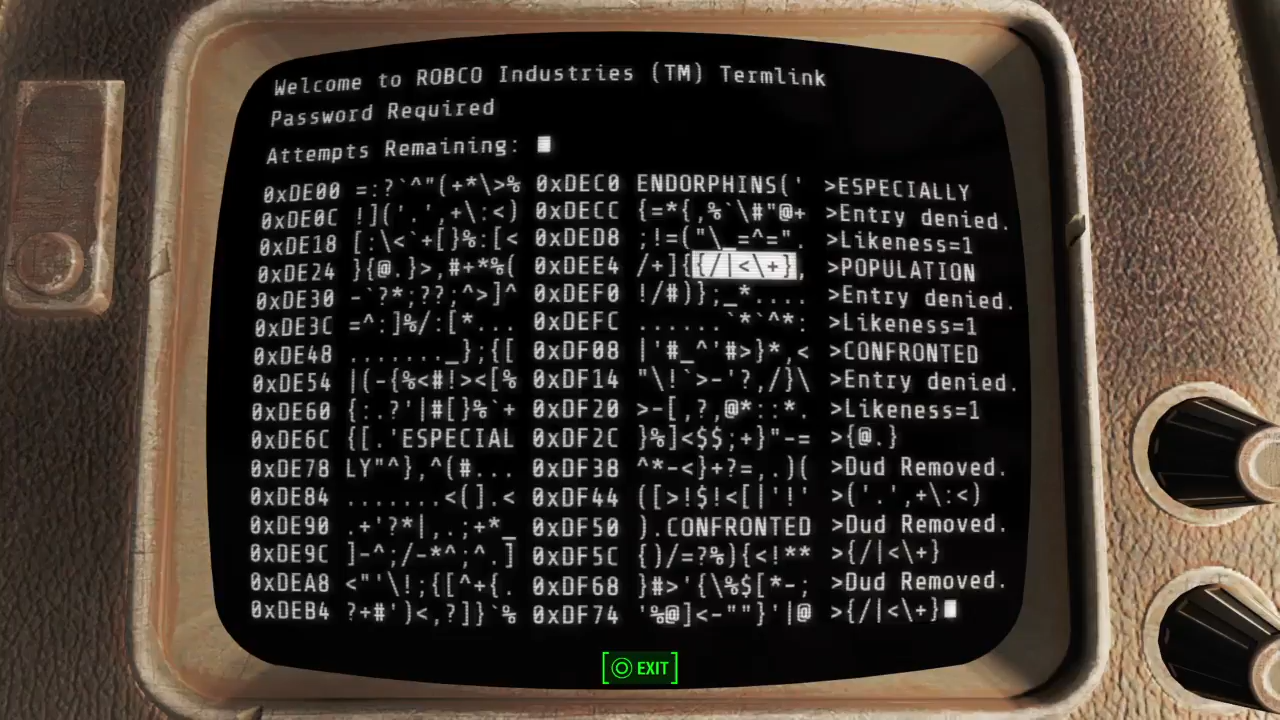 Welcome to ROBCO Industries (TM) Termlink
Password Required
Attempts Remaining: ■
0xDE00 =:?`^"(+*\>% 0xDEC0 ENDORPHINS(' >ESPECIALLY
0xDE0C !]('.',+\:<) 0xDECC {=*{,%`\#"@+ >Entry denied.
0xDE18 [:\<`+[}%:[< 0xDED8 ;!=("\_=^=". >Likeness=1
0xDE24 }{@.}>,#+*%( 0xDEE4 /+]{{/|<\+}, >POPULATION
0xDE30 -`?*;??;^>]^ 0xDEF0 !/#)};_*.... >Entry denied.
0xDE3C =^:]%/:[*... 0xDEFC ......`*`^*: >Likeness=1
0xDE48 ......._};{[ 0xDF08 |'#_^'#>}*,< >CONFRONTED
0xDE54 |(-{%<#!><[% 0xDF14 "\!`>-'?,/}\ >Entry denied.
0xDE60 {:.?'|#[}%`+ 0xDF20 >-[,?,@*::*. >Likeness=1
0xDE6C {[.'ESPECIAL 0xDF2C }%]<$$;+}"-= >{@.}
0xDE78 LY"^},^(#... 0xDF38 ^*-<}+?=,.)( >Dud Removed.
0xDE84 .......<(].< 0xDF44 ([>!$!<[|'!' >('.',+\:<)
0xDE90 .+'?*|,.;+*_ 0xDF50 ).CONFRONTED >Dud Removed.
0xDE9C ]-^;/-*^;^.] 0xDF5C {)/=?%){<!** >{/|<\+}
0xDEA8 <"'\!;{[^+{. 0xDF68 }#>'{\%$[*-; >Dud Removed.
0xDEB4 ?+#')<,?]}`% 0xDF74 '%@]<-""}'|@ >{/|<\+}■
EXIT